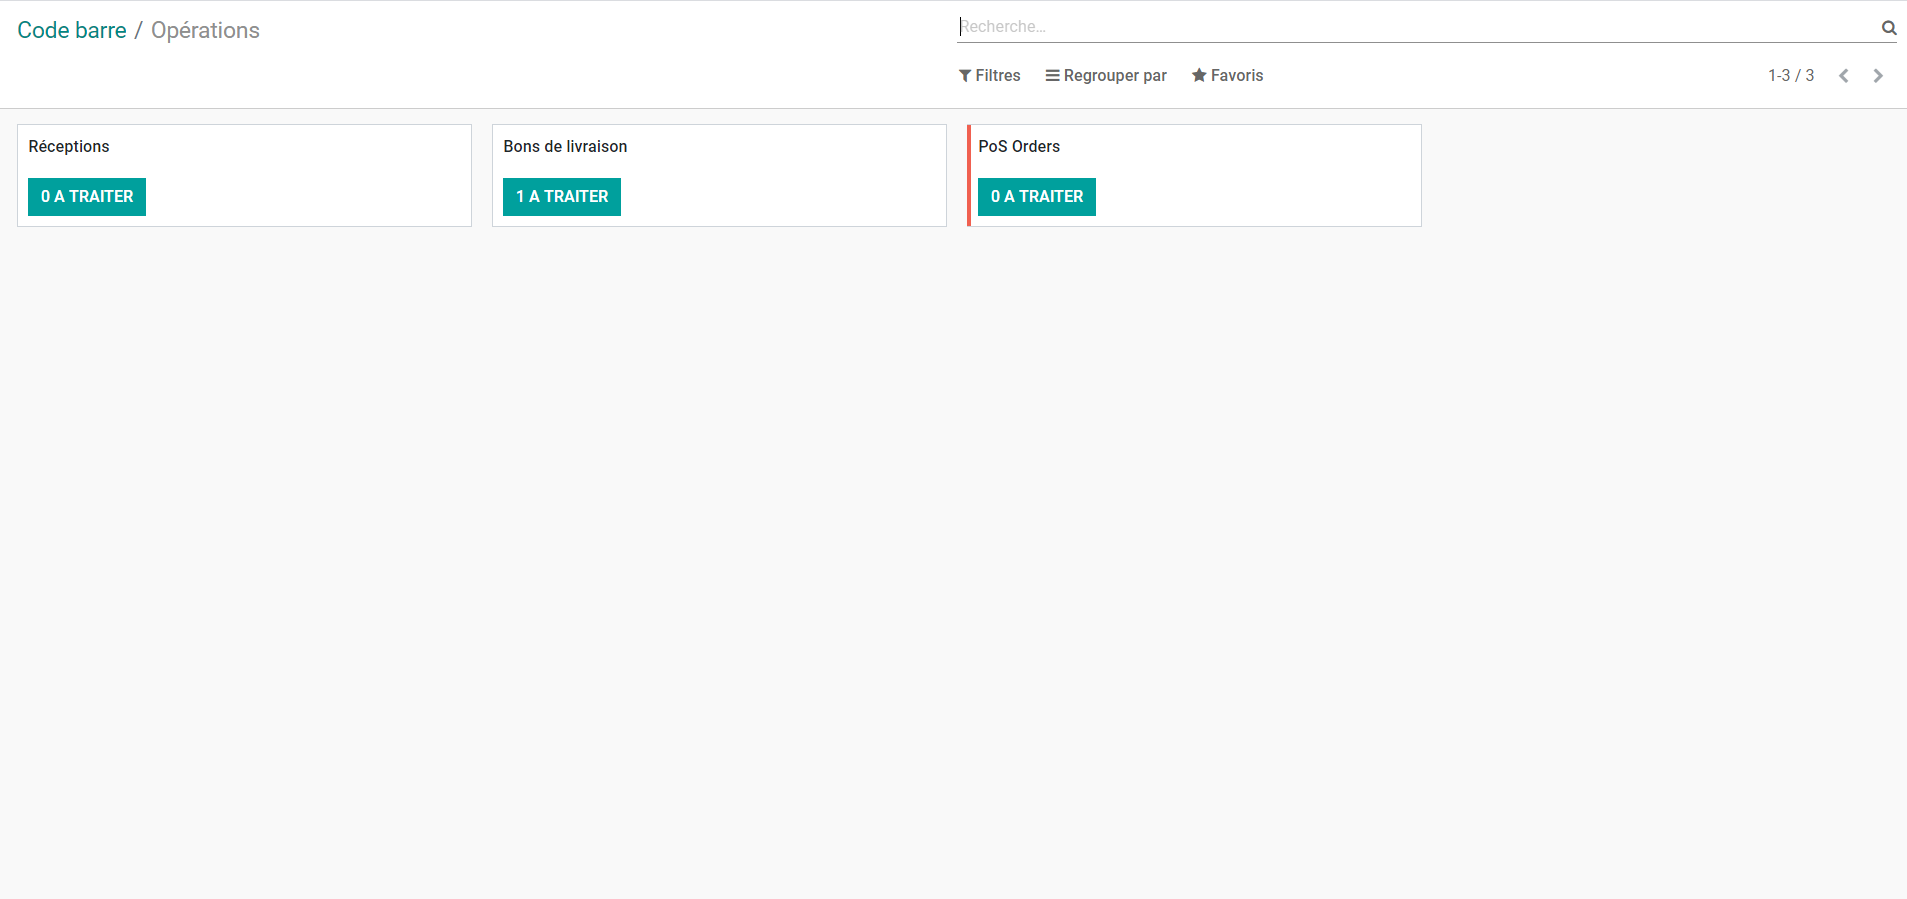 Code barre / Opérations
Recherche...
Filtres Regrouper par Favoris 1-3 / 3
Réceptions
0 A TRAITER
Bons de livraison
1 A TRAITER
PoS Orders
0 A TRAITER